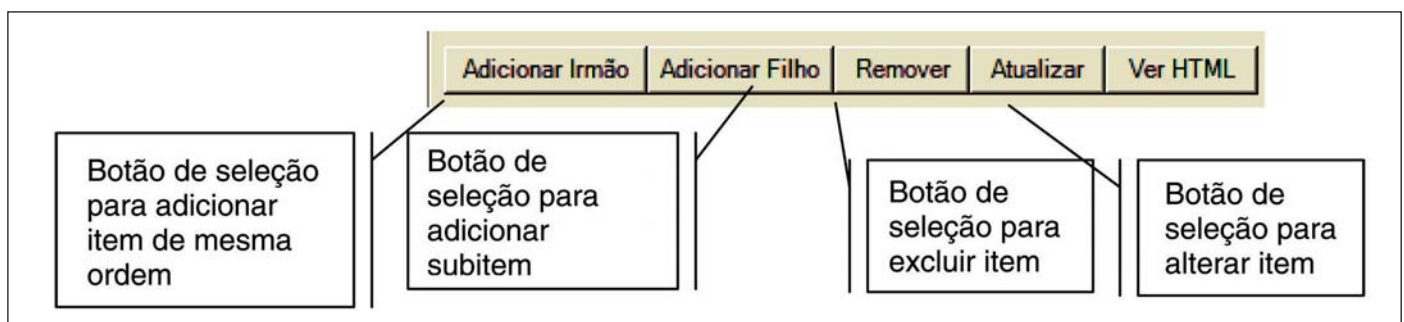 Adicionar Irmão Adicionar Filho Remover Atualizar Ver HTML
Botão de seleção
para adicionar
item de mesma
ordem
Botão de
seleção para
adicionar
subitem
Botão de
seleção para
excluir item
Botão de
seleção para
alterar item